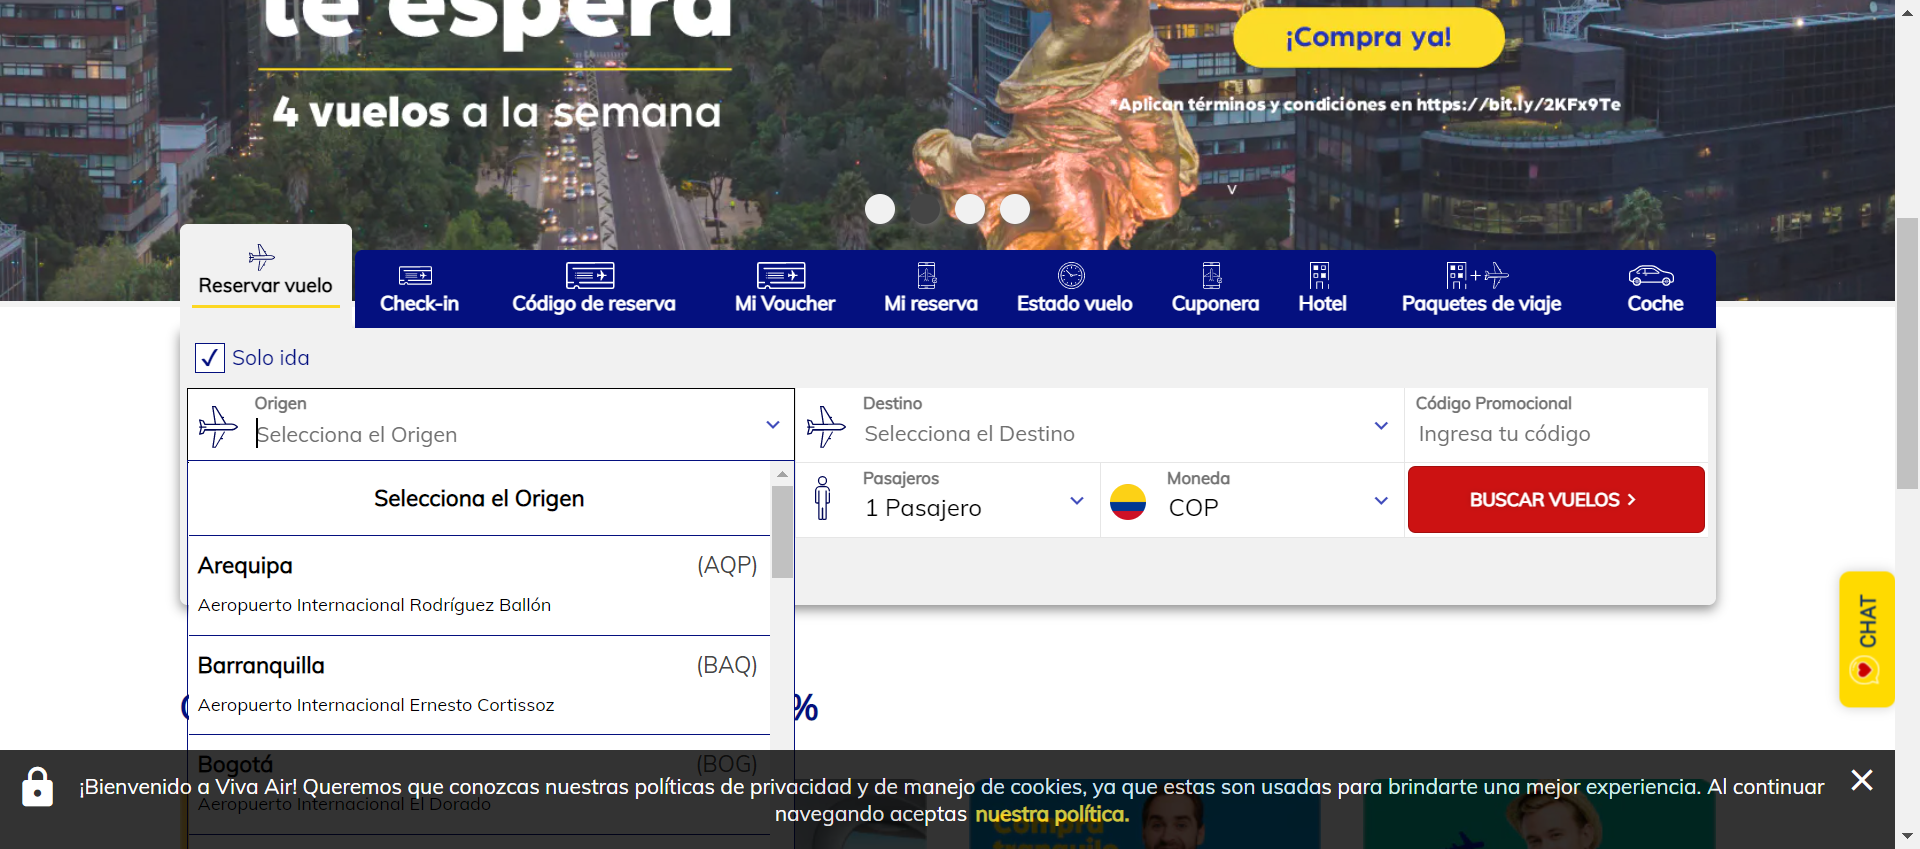 te espera
4 vuelos a la semana
¡Compra ya!
*Aplican términos y condiciones en https://bit.ly/2KFx9Te
v
Reservar vuelo
Check-in
Código de reserva
Mi Voucher
Mi reserva
Estado vuelo
Cuponera
Hotel
Paquetes de viaje
Coche
Solo ida
Origen
Selecciona el Origen
Destino
Selecciona el Destino
Código Promocional
Ingresa tu código
Selecciona el Origen
Pasajeros
1 Pasajero
Moneda
COP
BUSCAR VUELOS >
Arequipa (AQP)
Aeropuerto Internacional Rodríguez Ballón
Barranquilla (BAQ)
Aeropuerto Internacional Ernesto Cortissoz
%
CHAT
Bogotá (BOG)
Aeropuerto Internacional El Dorado
¡Bienvenido a Viva Air! Queremos que conozcas nuestras políticas de privacidad y de manejo de cookies, ya que estas son usadas para brindarte una mejor experiencia. Al continuar
navegando aceptas nuestra política.
Compra
tranquilo